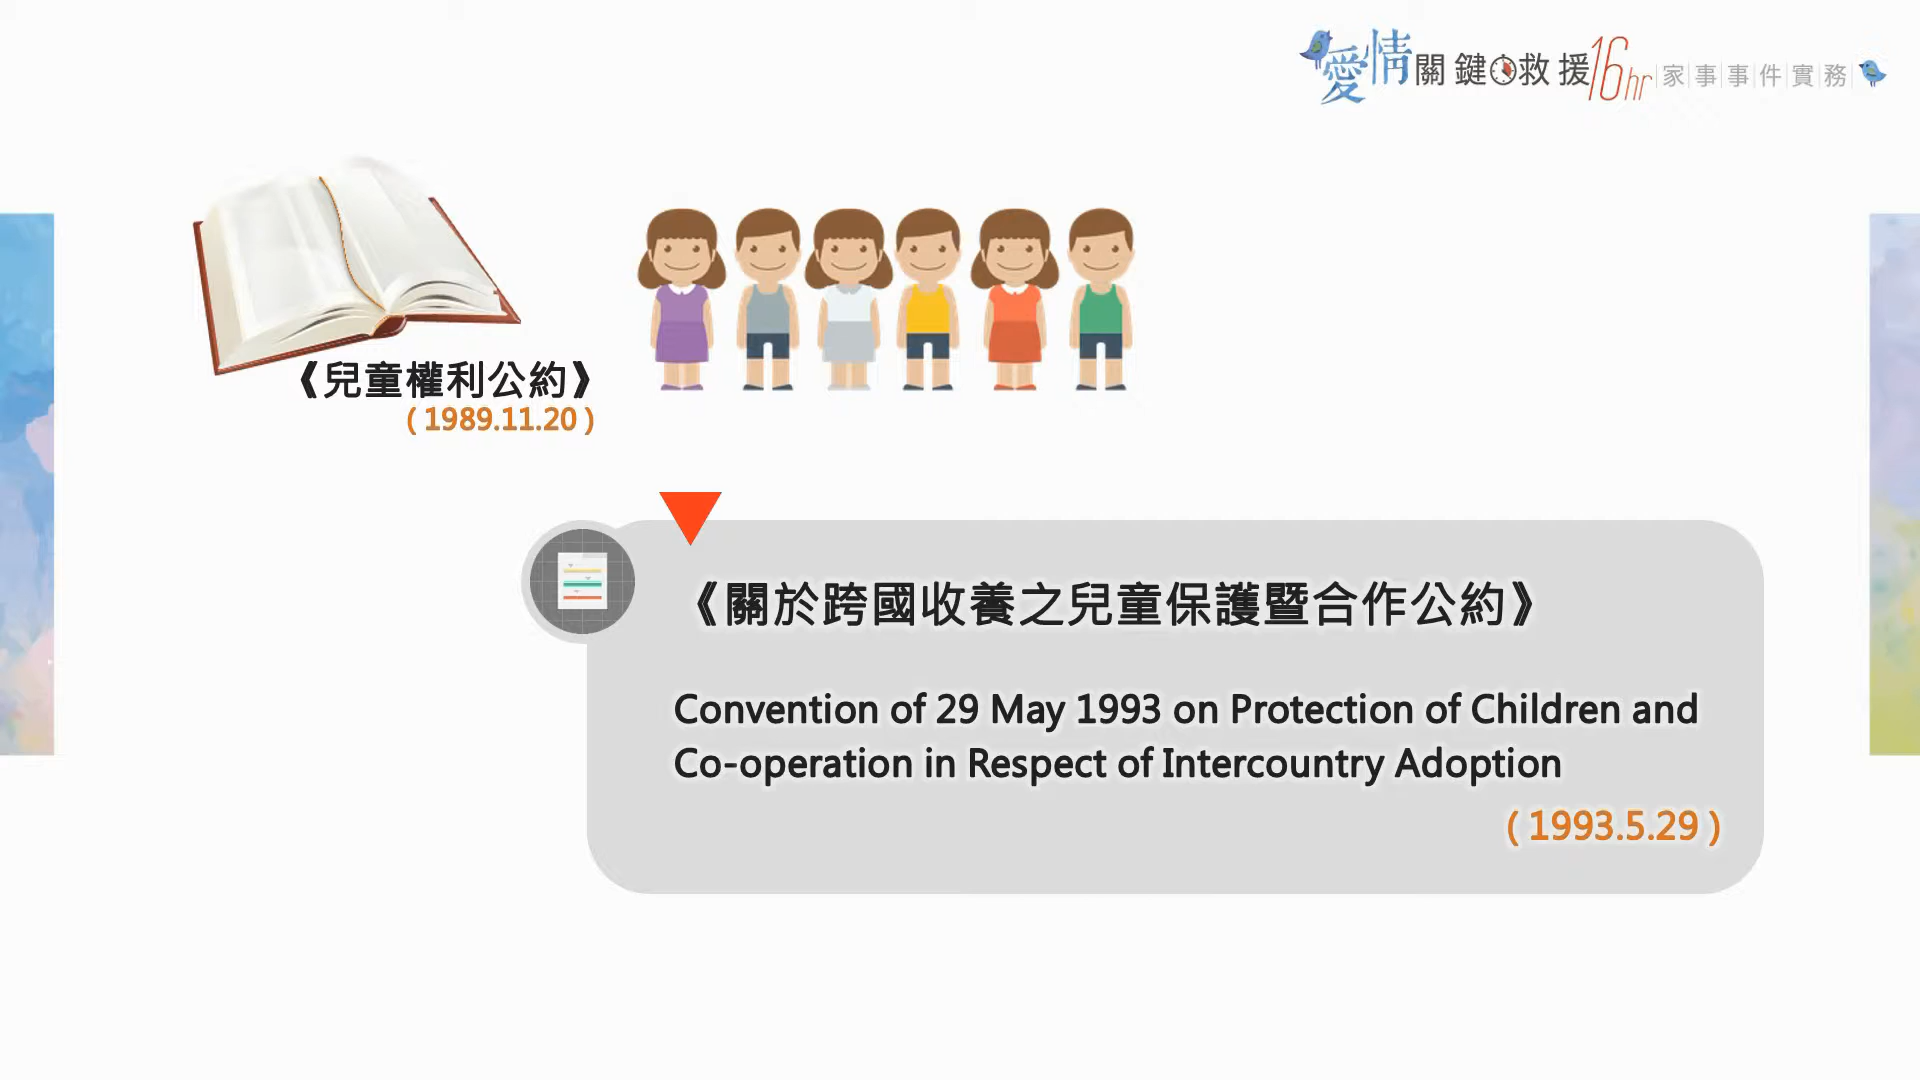 愛情關鍵救援16hr家事事件實務
《兒童權利公約》
(1989.11.20)
《關於跨國收養之兒童保護暨合作公約》
Convention of 29 May 1993 on Protection of Children and
Co-operation in Respect of Intercountry Adoption
(1993.5.29)